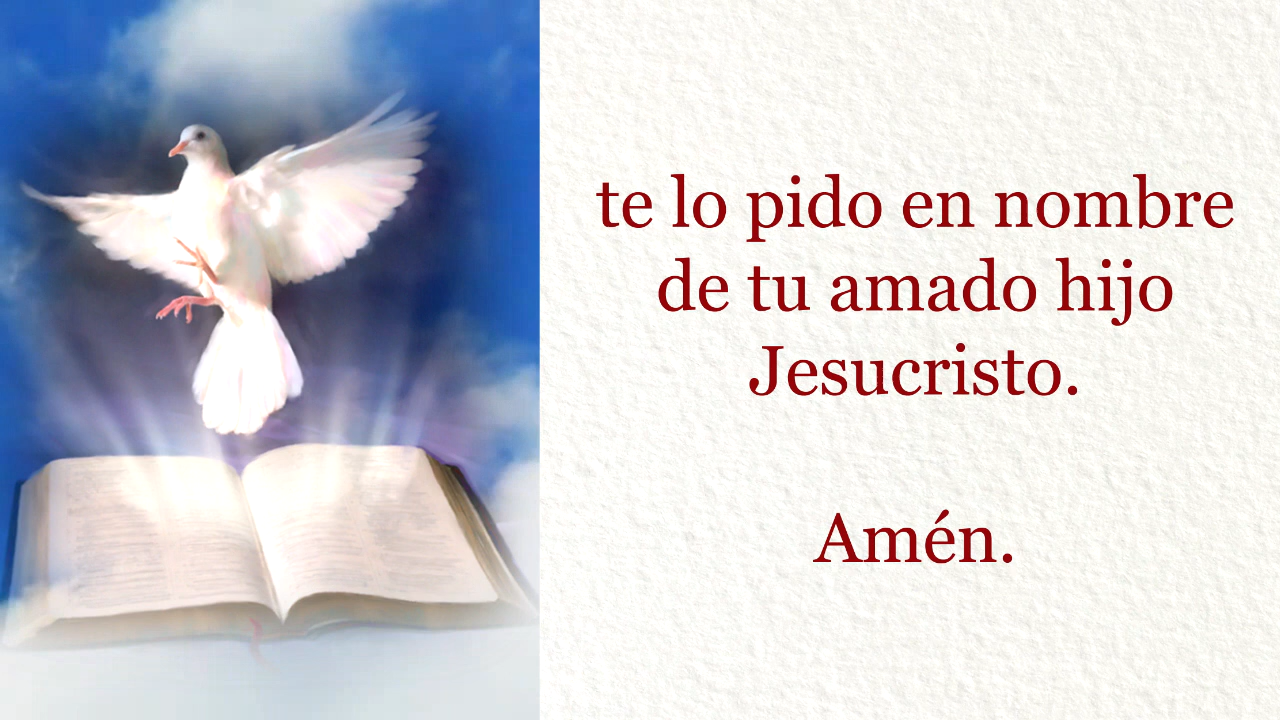 te lo pido en nombre
de tu amado hijo
Jesucristo.
Amén.